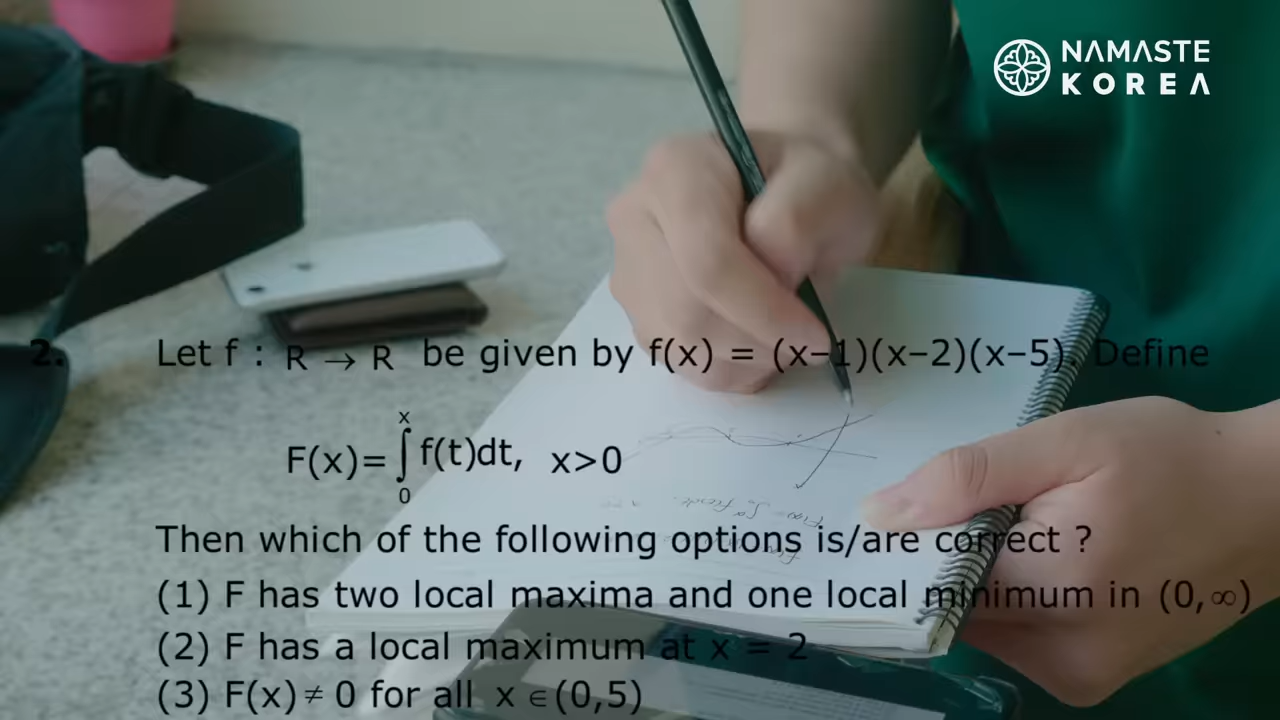 NAMASTE
KOREA
2. Let f : R → R be given by f(x) = (x–1)(x–2)(x–5). Define
F(x)=∫₀ˣ f(t)dt, x>0
Then which of the following options is/are correct ?
(1) F has two local maxima and one local minimum in (0,∞)
(2) F has a local maximum at x = 2
(3) F(x)≠ 0 for all x ∈(0,5)